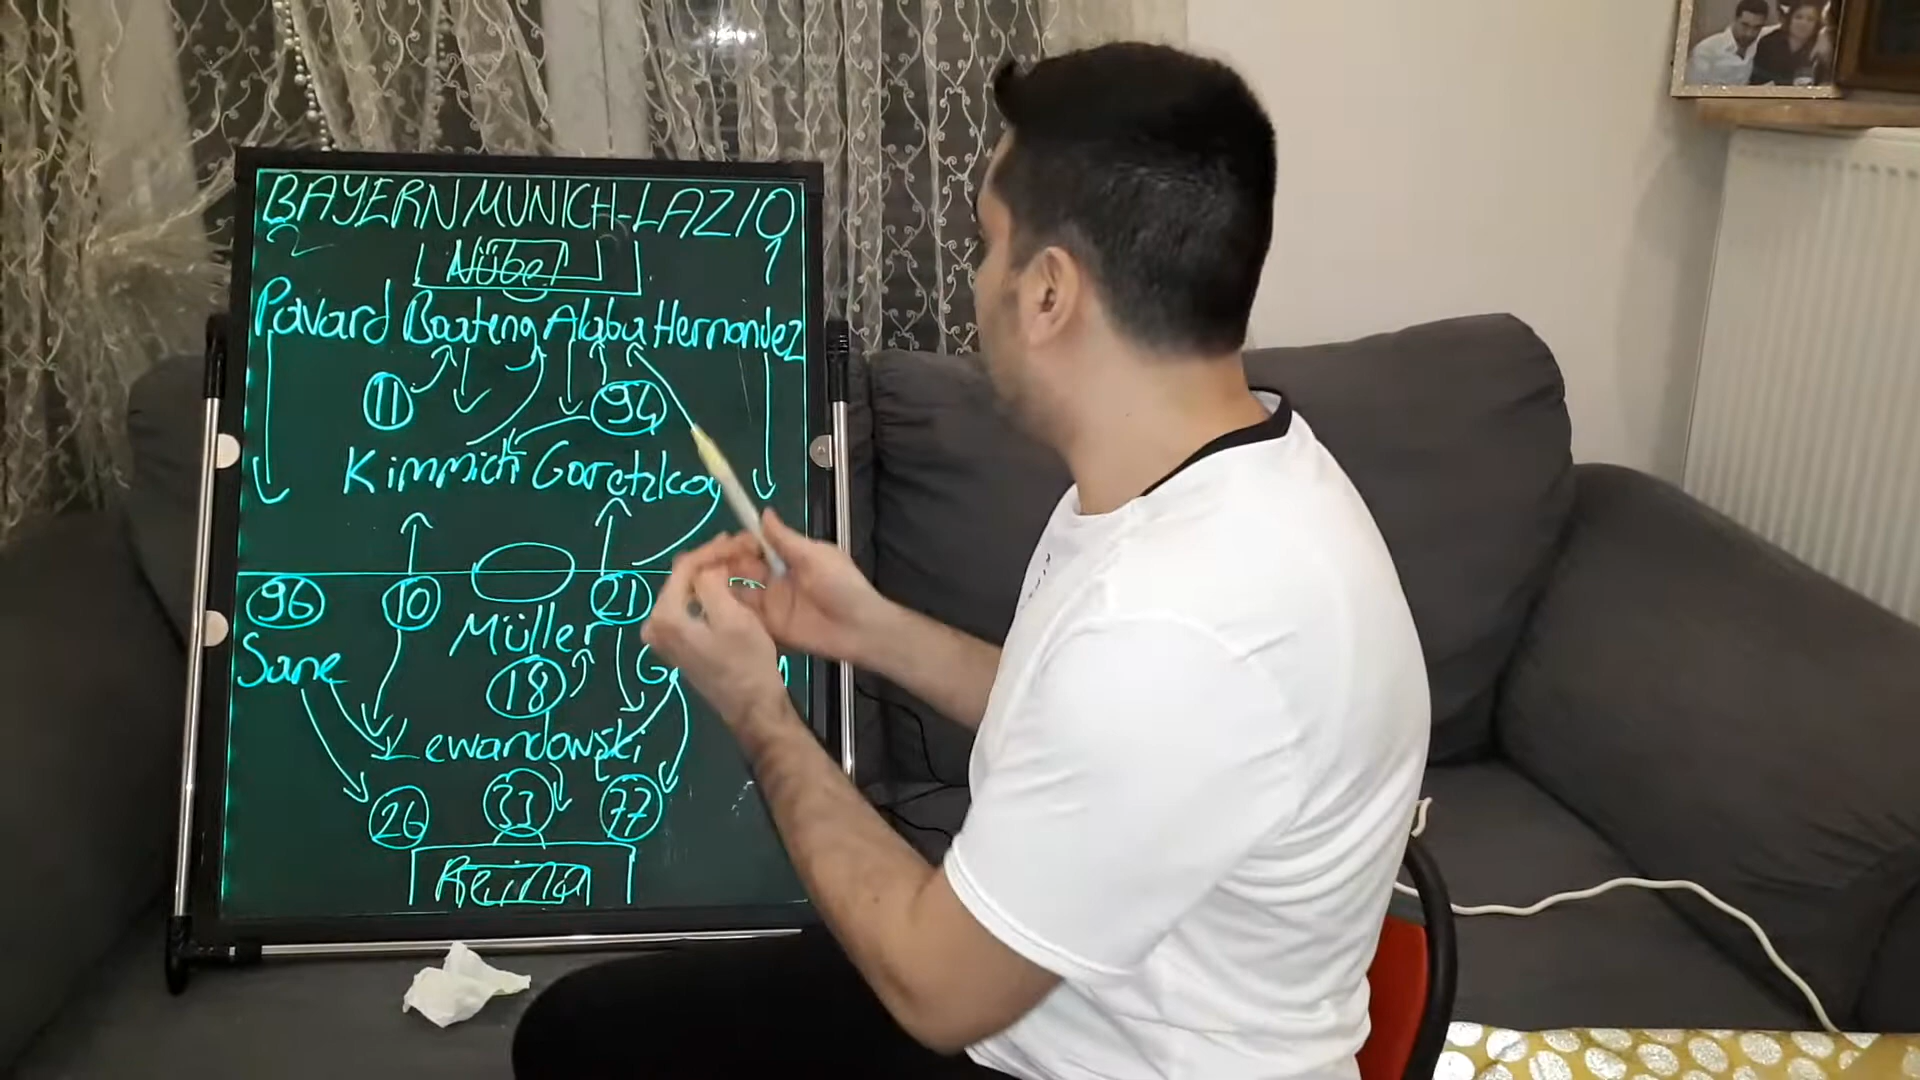 BAYERN MUNICH-LAZIO
2 1
Nübel
Pavard Boateng Alaba Hernandez
11 94
Kimmich Goretzka
96 10 21
Müller
Sane G
18
Lewandowski
26 33 77
Reina